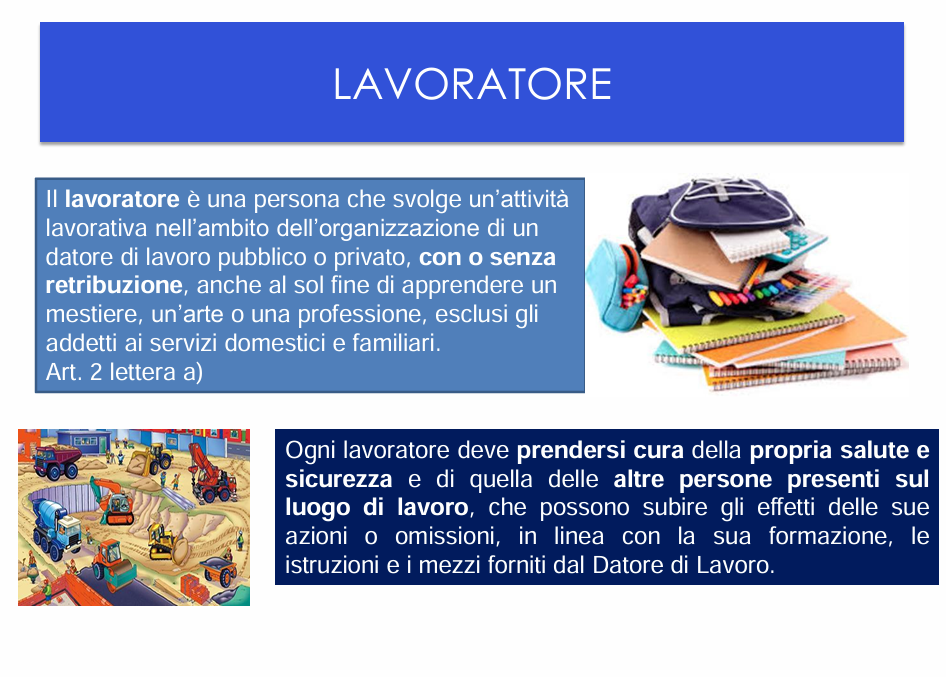 LAVORATORE
Il lavoratore è una persona che svolge un’attività
lavorativa nell’ambito dell’organizzazione di un
datore di lavoro pubblico o privato, con o senza
retribuzione, anche al sol fine di apprendere un
mestiere, un’arte o una professione, esclusi gli
addetti ai servizi domestici e familiari.
Art. 2 lettera a)
Ogni lavoratore deve prendersi cura della propria salute e
sicurezza e di quella delle altre persone presenti sul
luogo di lavoro, che possono subire gli effetti delle sue
azioni o omissioni, in linea con la sua formazione, le
istruzioni e i mezzi forniti dal Datore di Lavoro.